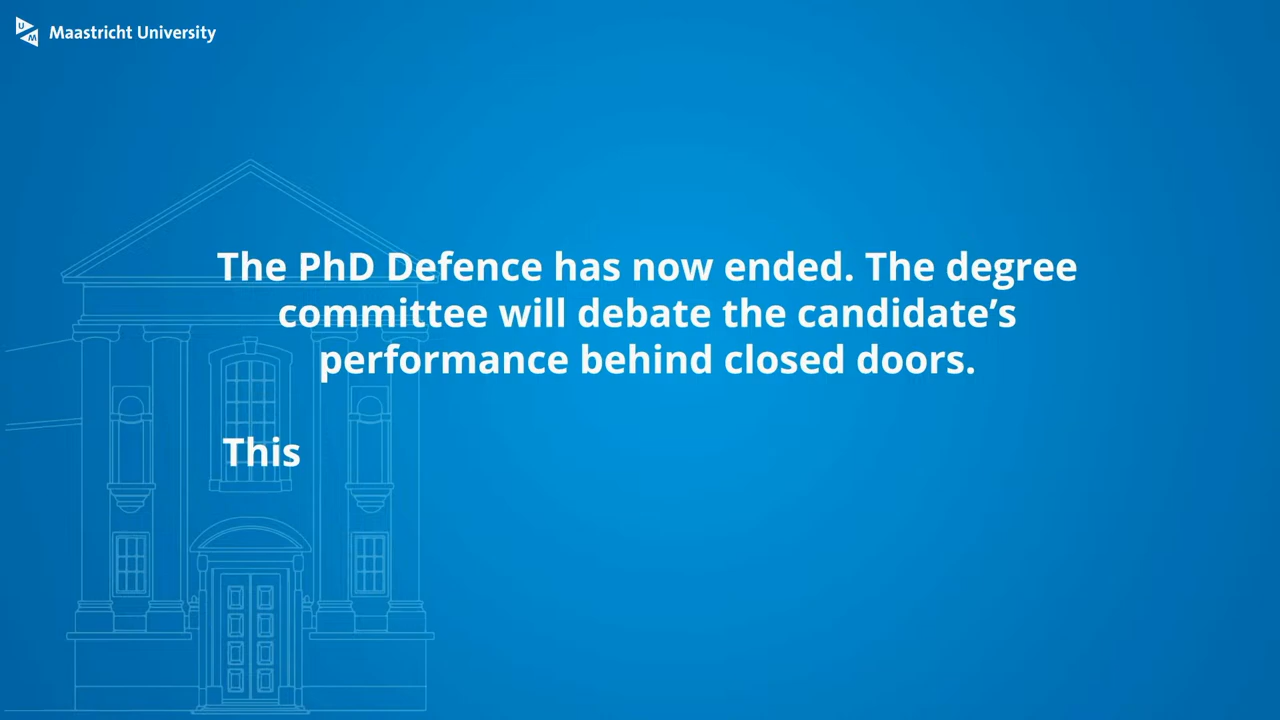 UM Maastricht University
The PhD Defence has now ended. The degree
committee will debate the candidate’s
performance behind closed doors.
This